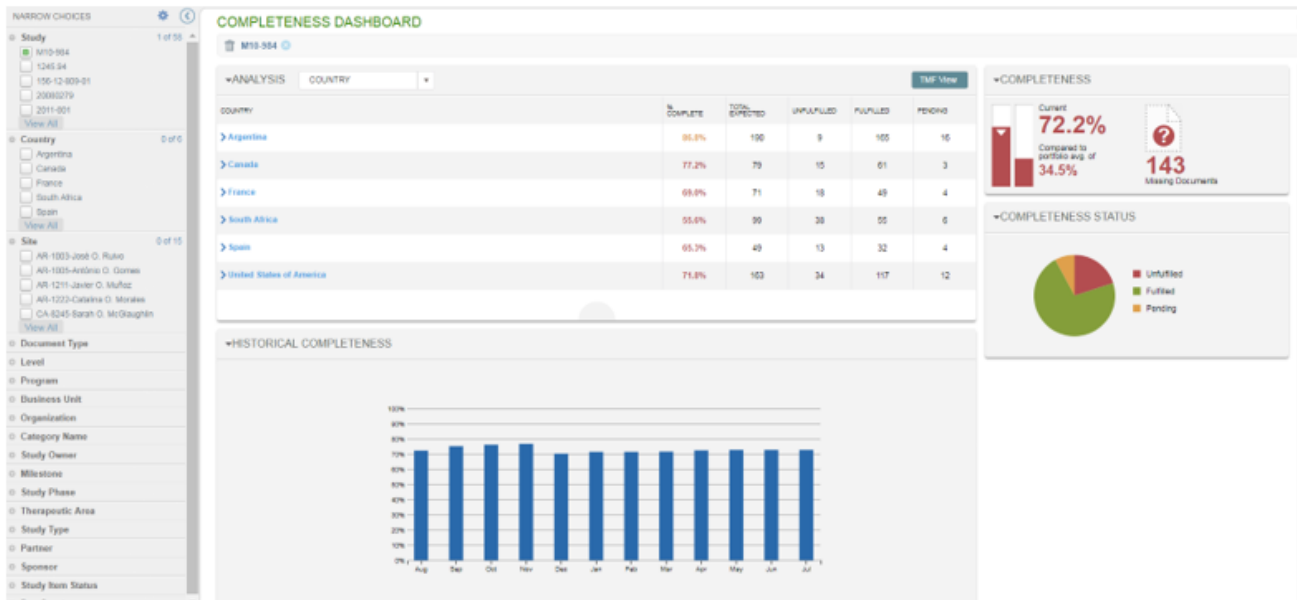 NARROW CHOICES
Study 1 of 56
M10-984
1245.94
156-12-809-01
20080279
2011-001
View All
Country 0 of 6
Argentina
Canada
France
South Africa
Spain
View All
Site 0 of 15
AR-1003-José O. Ruivo
AR-1005-António O. Gomes
AR-1211-Javier O. Muñoz
AR-1222-Catalina O. Morales
CA-6245-Sarah O. McGlaughlin
View All
Document Type
Level
Program
Business Unit
Organization
Category Name
Study Owner
Milestone
Study Phase
Therapeutic Area
Study Type
Partner
Sponsor
Study Item Status
COMPLETENESS DASHBOARD
M10-984
ANALYSIS COUNTRY TMF View
COUNTRY % COMPLETE TOTAL EXPECTED UNFULFILLED FULFILLED PENDING
Argentina 86.8% 190 9 165 16
Canada 77.2% 79 15 61 3
France 69.0% 71 18 49 4
South Africa 55.6% 99 38 55 6
Spain 65.3% 49 13 32 4
United States of America 71.8% 163 34 117 12
COMPLETENESS
Current
72.2%
Compared to
portfolio avg. of
34.5%
?
143
Missing Documents
COMPLETENESS STATUS
Unfulfilled
Fulfilled
Pending
HISTORICAL COMPLETENESS
100%
90%
80%
70%
60%
50%
40%
30%
20%
10%
0%
Aug Sep Oct Nov Dec Jan Feb Mar Apr May Jun Jul